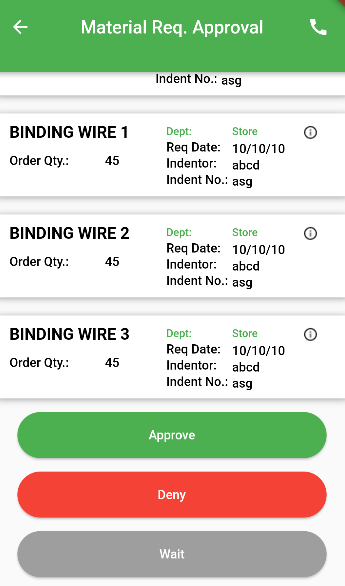 Material Req. Approval
Indent No.: asg
BINDING WIRE 1
Order Qty.: 45
Dept: Store
Req Date: 10/10/10
Indentor: abcd
Indent No.: asg
BINDING WIRE 2
Order Qty.: 45
Dept: Store
Req Date: 10/10/10
Indentor: abcd
Indent No.: asg
BINDING WIRE 3
Order Qty.: 45
Dept: Store
Req Date: 10/10/10
Indentor: abcd
Indent No.: asg
Approve
Deny
Wait